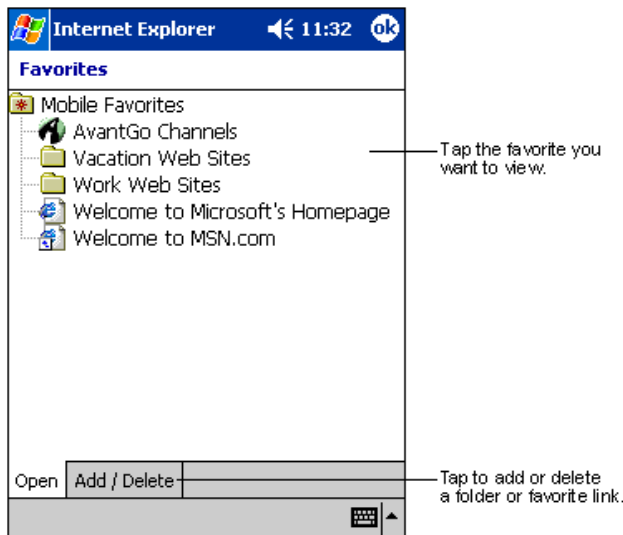 Internet Explorer 11:32 ok
Favorites
Mobile Favorites
AvantGo Channels
Vacation Web Sites
Work Web Sites
Welcome to Microsoft's Homepage
Welcome to MSN.com
Tap the favorite you
want to view.
Open Add / Delete
Tap to add or delete
a folder or favorite link.